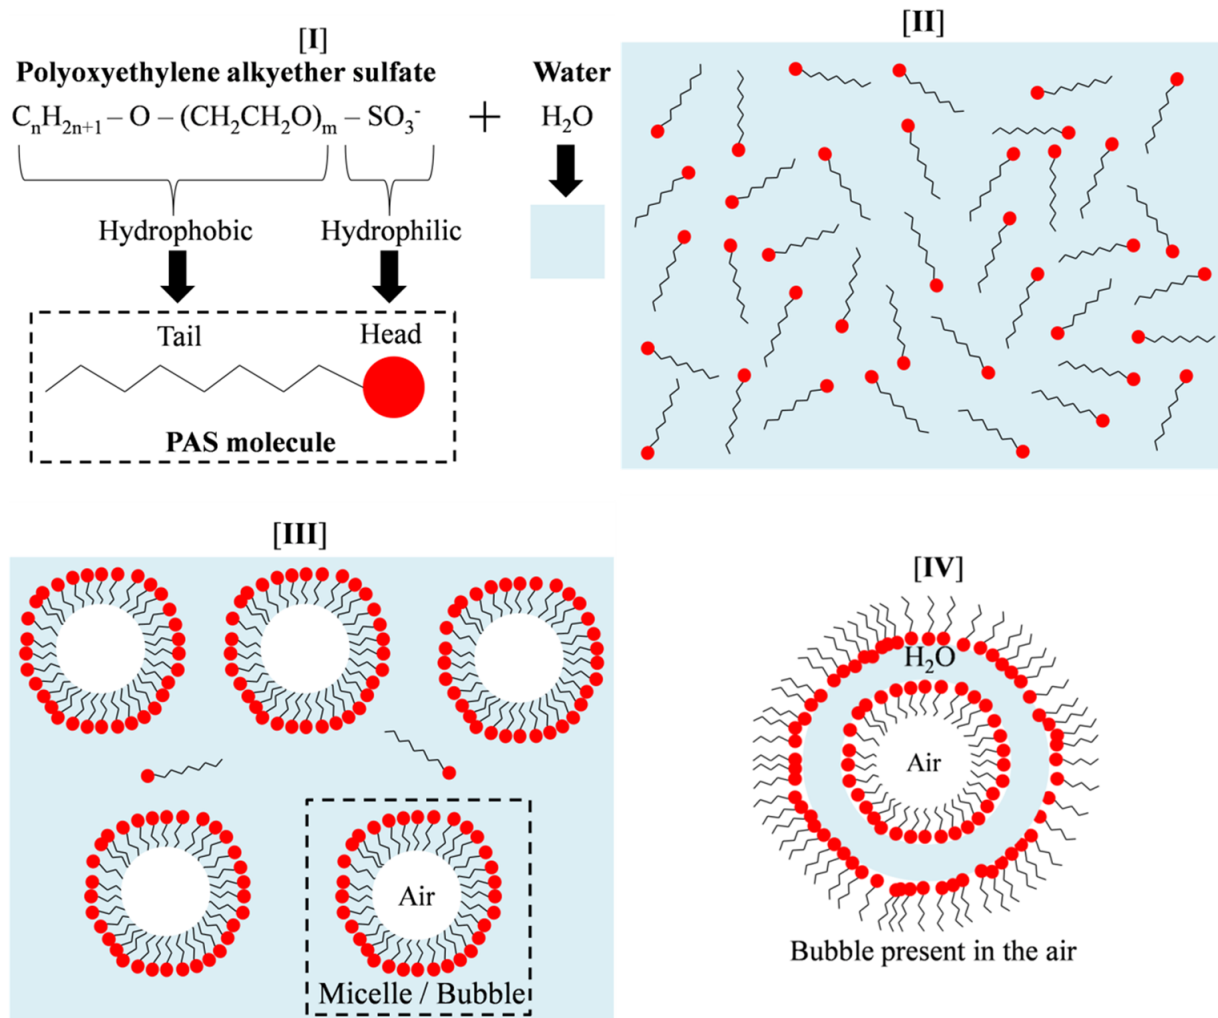 [I]
Polyoxyethylene alkyether sulfate
Water
CₙH₂ₙ₊₁ – O – (CH₂CH₂O)ₘ – SO₃⁻ + H₂O
Hydrophobic
Hydrophilic
Tail
Head
PAS molecule
[II]
[III]
Air
Micelle / Bubble
[IV]
H₂O
Air
Bubble present in the air